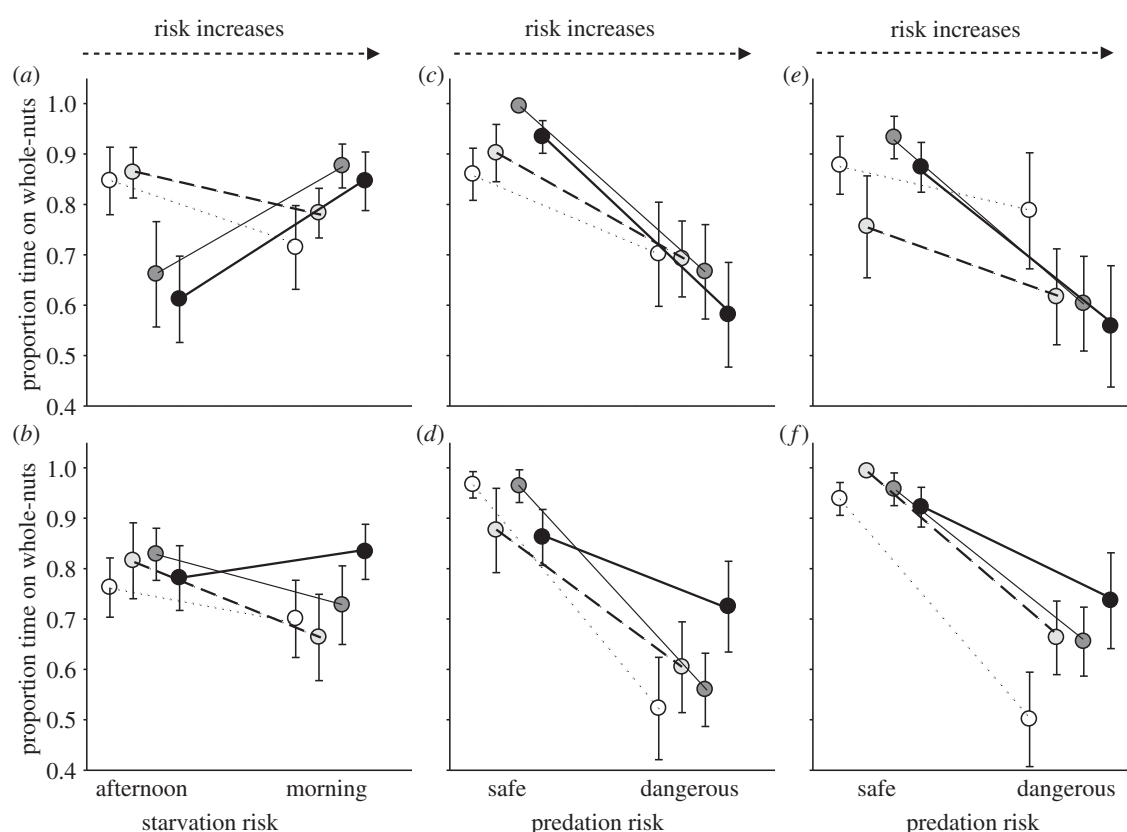 risk increases
risk increases
risk increases
(a)
(c)
(e)
proportion time on whole-nuts
1.0
0.9
0.8
0.7
0.6
0.5
0.4
(b)
(d)
(f)
proportion time on whole-nuts
1.0
0.9
0.8
0.7
0.6
0.5
0.4
afternoon morning
safe dangerous
safe dangerous
starvation risk
predation risk
predation risk